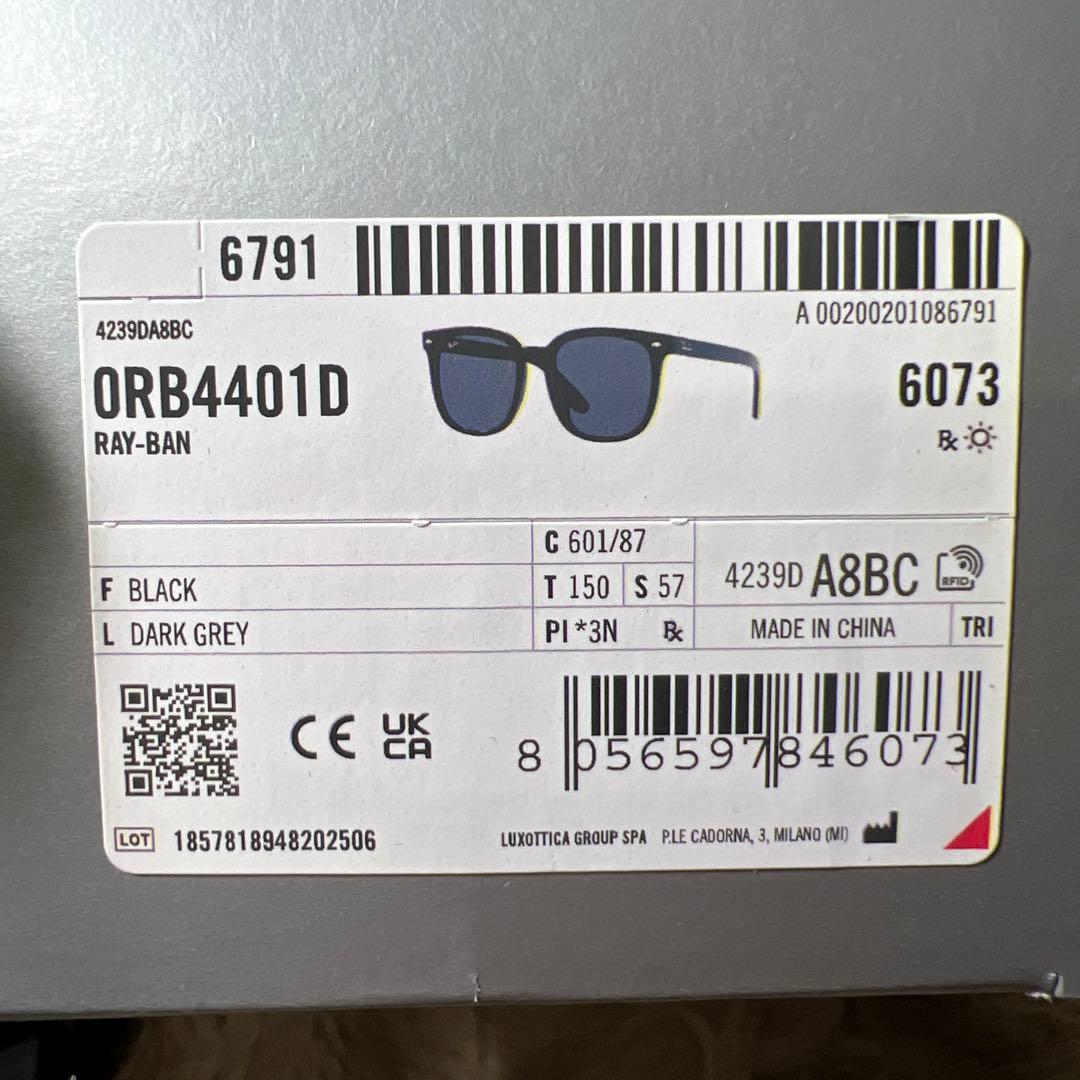 6791
A 00200201086791
4239DA8BC
0RB4401D
6073
RAY-BAN
Rx
C 601/87
F BLACK
T 150 S 57
4239D A8BC RFID
L DARK GREY
PI *3N Rx
MADE IN CHINA TRI
CE UK CA
8 056597 846073
LOT 1857818948202506
LUXOTTICA GROUP SPA P.LE CADORNA, 3, MILANO (MI)